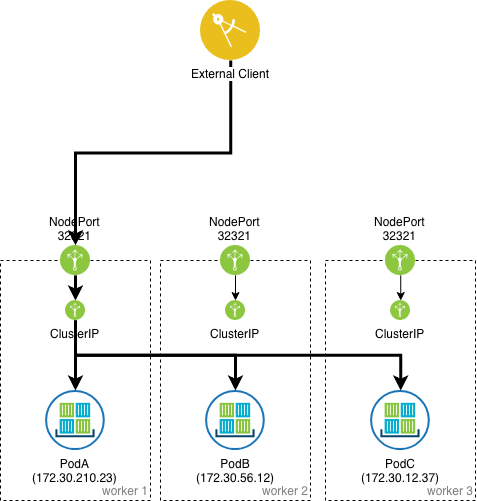 External Client
NodePort
32321
NodePort
32321
NodePort
32321
ClusterIP
ClusterIP
ClusterIP
PodA
(172.30.210.23)
worker 1
PodB
(172.30.56.12)
worker 2
PodC
(172.30.12.37)
worker 3